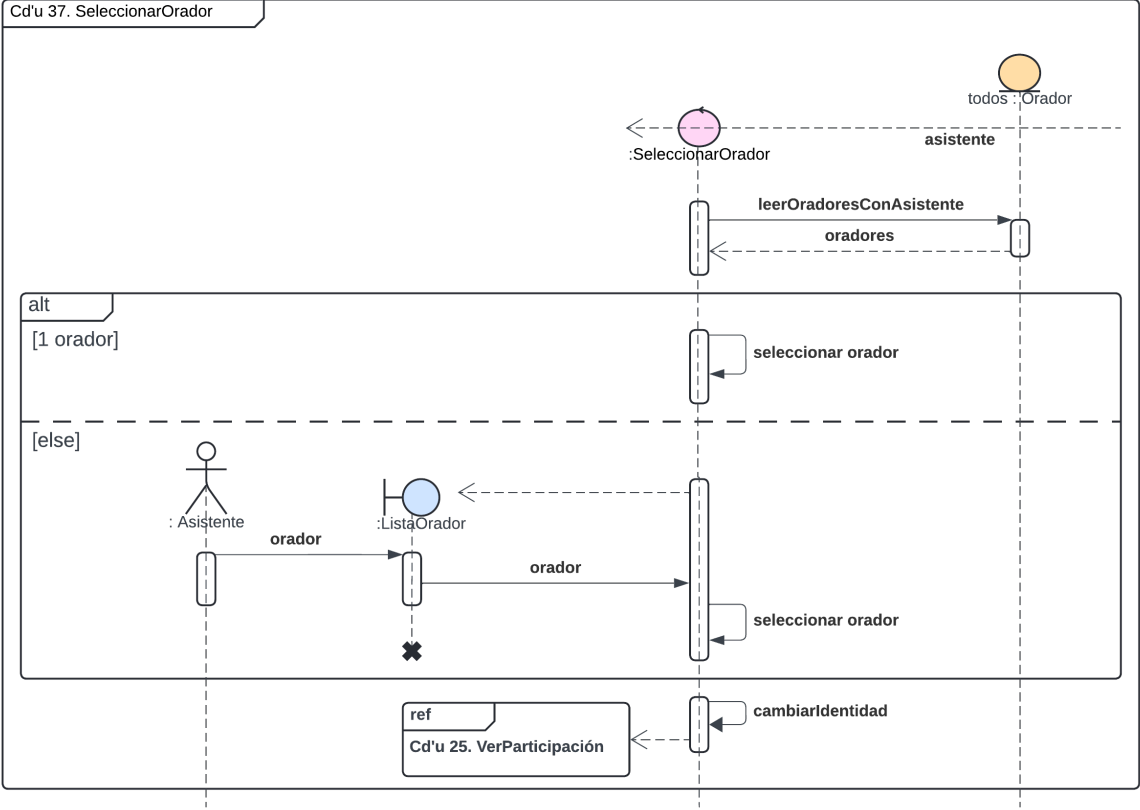 Cd'u 37. SeleccionarOrador
todos : Orador
asistente
:SeleccionarOrador
leerOradoresConAsistente
oradores
alt
[1 orador]
seleccionar orador
[else]
: Asistente
:ListaOrador
orador
orador
seleccionar orador
cambiarIdentidad
ref
Cd'u 25. VerParticipación